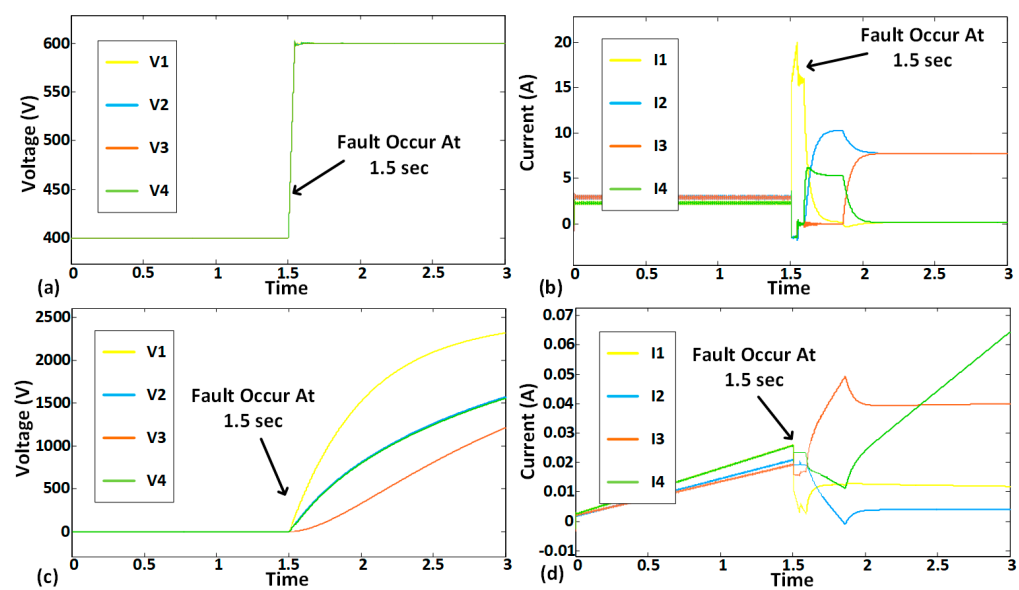 (a)
Voltage (V)
600
550
500
450
400
V1
V2
V3
V4
Fault Occur At
1.5 sec
0 0.5 1 1.5 2 2.5 3
Time
(b)
Current (A)
20
15
10
5
0
I1
I2
I3
I4
Fault Occur At
1.5 sec
0 0.5 1 1.5 2 2.5 3
Time
(c)
Voltage (V)
2500
2000
1500
1000
500
0
V1
V2
V3
V4
Fault Occur At
1.5 sec
0 0.5 1 1.5 2 2.5 3
Time
(d)
Current (A)
0.07
0.06
0.05
0.04
0.03
0.02
0.01
0
-0.01
I1
I2
I3
I4
Fault Occur At
1.5 sec
0 0.5 1 1.5 2 2.5 3
Time